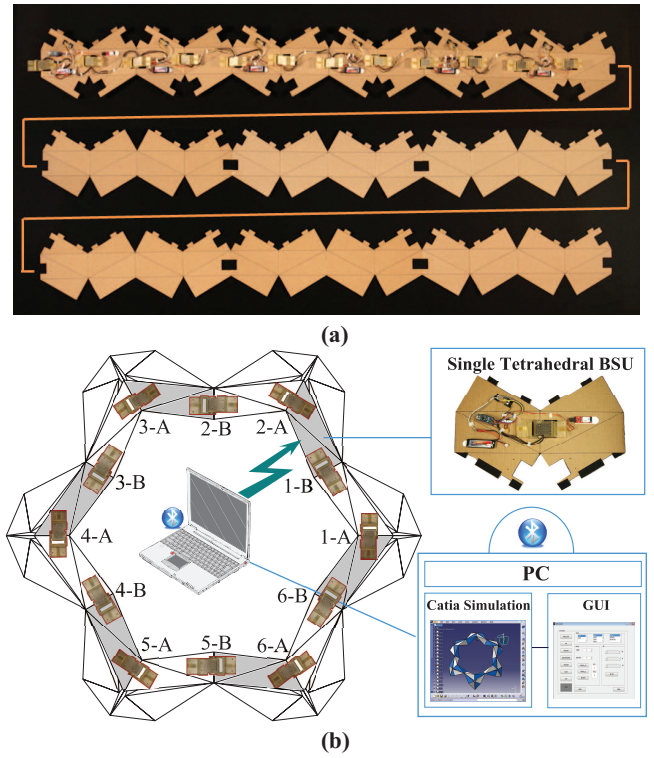 (a)
Single Tetrahedral BSU
3-A
2-B
2-A
3-B
1-B
4-A
1-A
PC
4-B
6-B
Catia Simulation
GUI
5-A
5-B
6-A
(b)